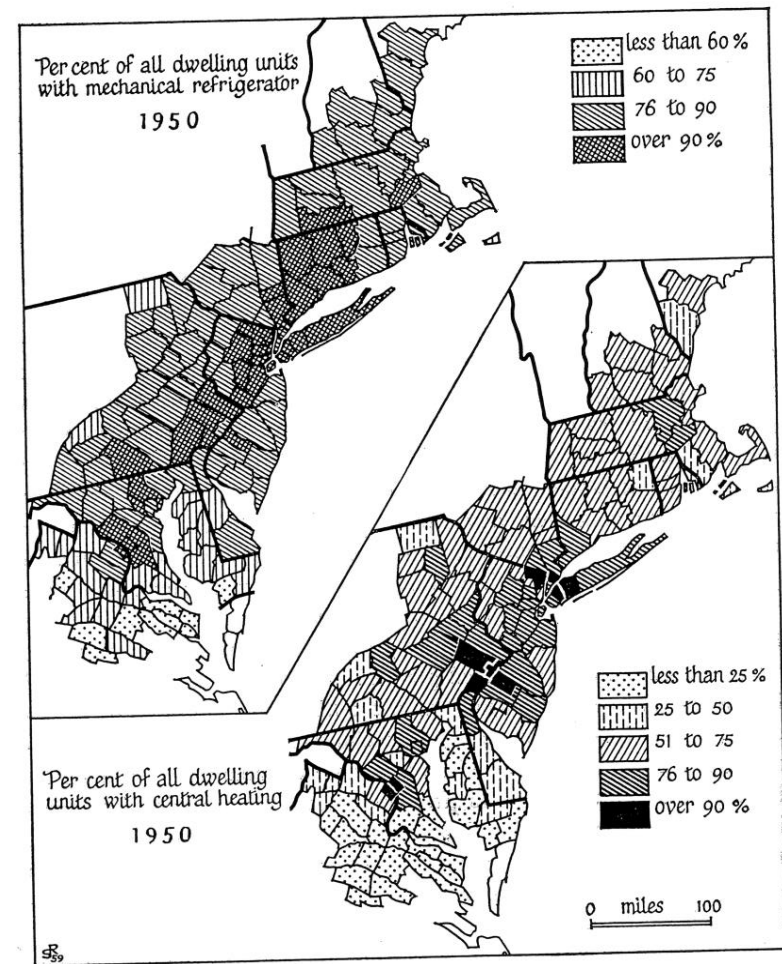 Per cent of all dwelling units
with mechanical refrigerator
1950
less than 60 %
60 to 75
76 to 90
over 90 %
less than 25 %
25 to 50
51 to 75
76 to 90
over 90 %
Per cent of all dwelling
units with central heating
1950
0 miles 100